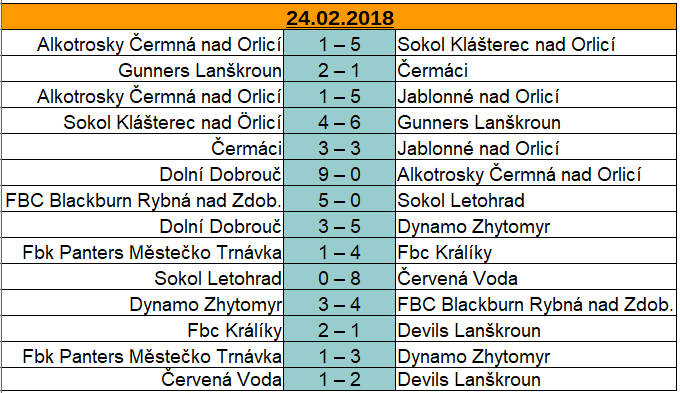 24.02.2018
Alkotrosky Čermná nad Orlicí 1 – 5 Sokol Klášterec nad Orlicí
Gunners Lanškroun 2 – 1 Čermáci
Alkotrosky Čermná nad Orlicí 1 – 5 Jablonné nad Orlicí
Sokol Klášterec nad Örlicí 4 – 6 Gunners Lanškroun
Čermáci 3 – 3 Jablonné nad Orlicí
Dolní Dobrouč 9 – 0 Alkotrosky Čermná nad Orlicí
FBC Blackburn Rybná nad Zdob. 5 – 0 Sokol Letohrad
Dolní Dobrouč 3 – 5 Dynamo Zhytomyr
Fbk Panters Městečko Trnávka 1 – 4 Fbc Králíky
Sokol Letohrad 0 – 8 Červená Voda
Dynamo Zhytomyr 3 – 4 FBC Blackburn Rybná nad Zdob.
Fbc Králíky 2 – 1 Devils Lanškroun
Fbk Panters Městečko Trnávka 1 – 3 Dynamo Zhytomyr
Červená Voda 1 – 2 Devils Lanškroun